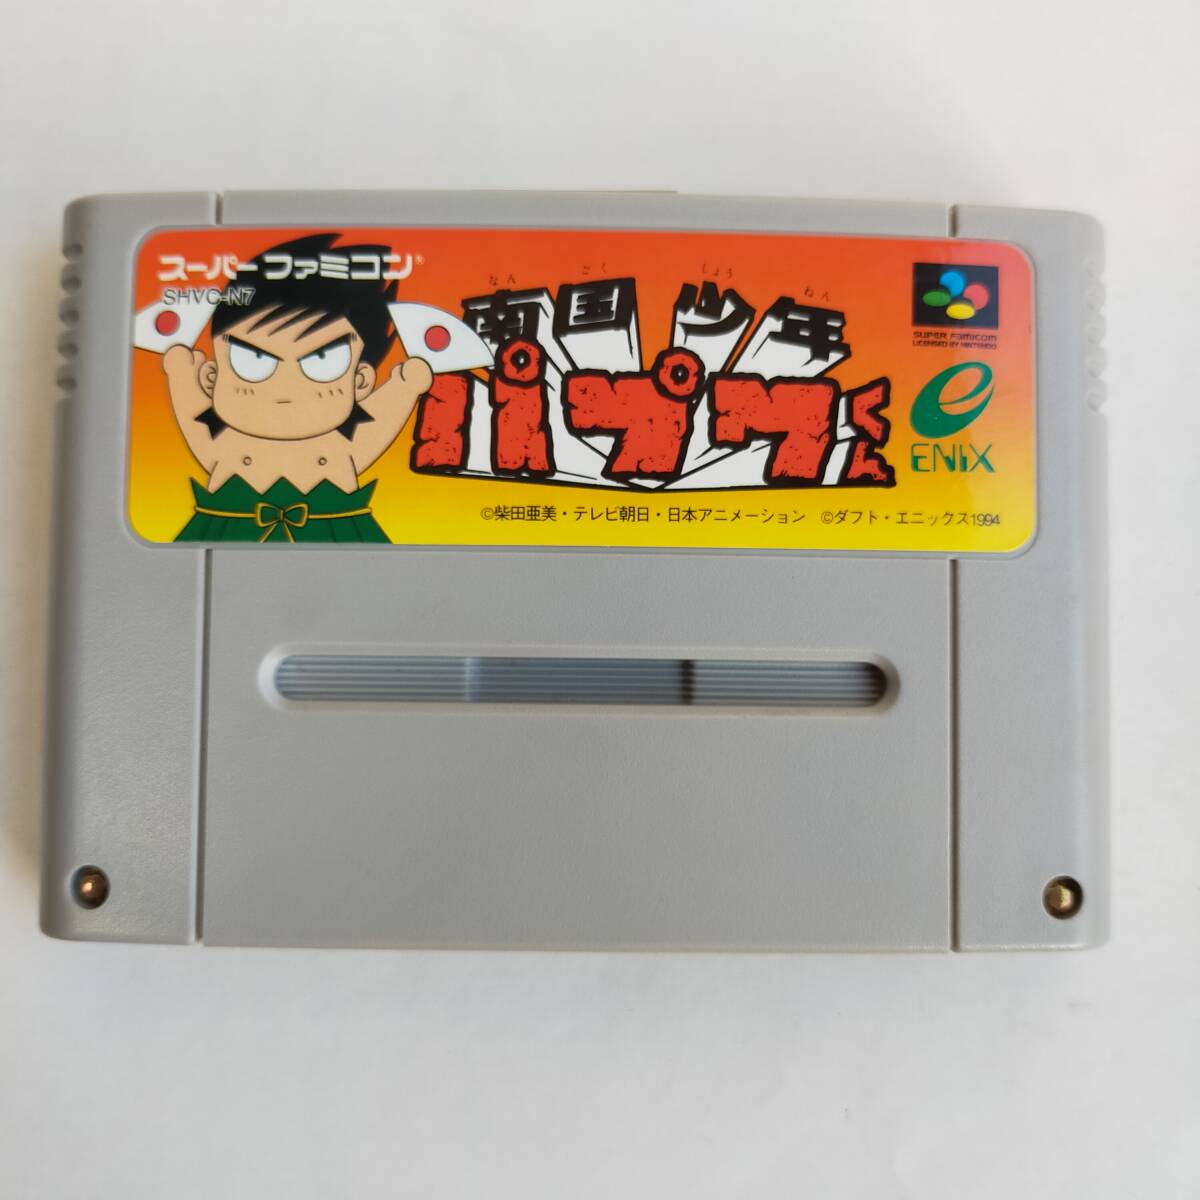 スーパーファミコン®
SHVC-N7
なん ごく しょう ねん
南国少年
パプワくん
SUPER FAMICOM
LICENSED BY NINTENDO
ENIX
©柴田亜美・テレビ朝日・日本アニメーション ©ダフト・エニックス1994